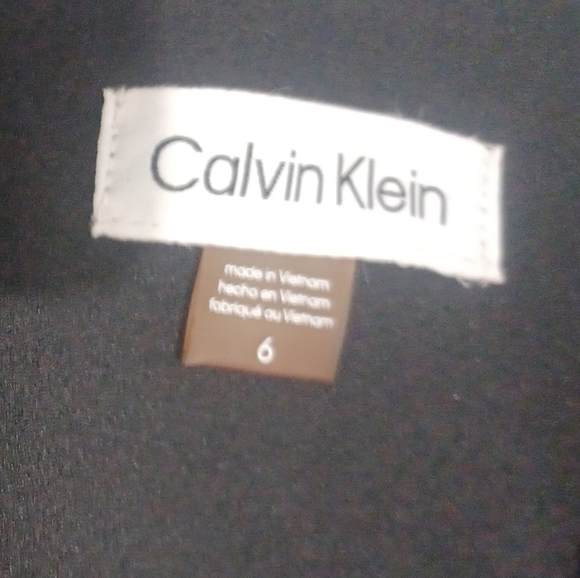 Calvin Klein
made in Vietnam
hecho en Vietnam
fabriqué au Vietnam
6